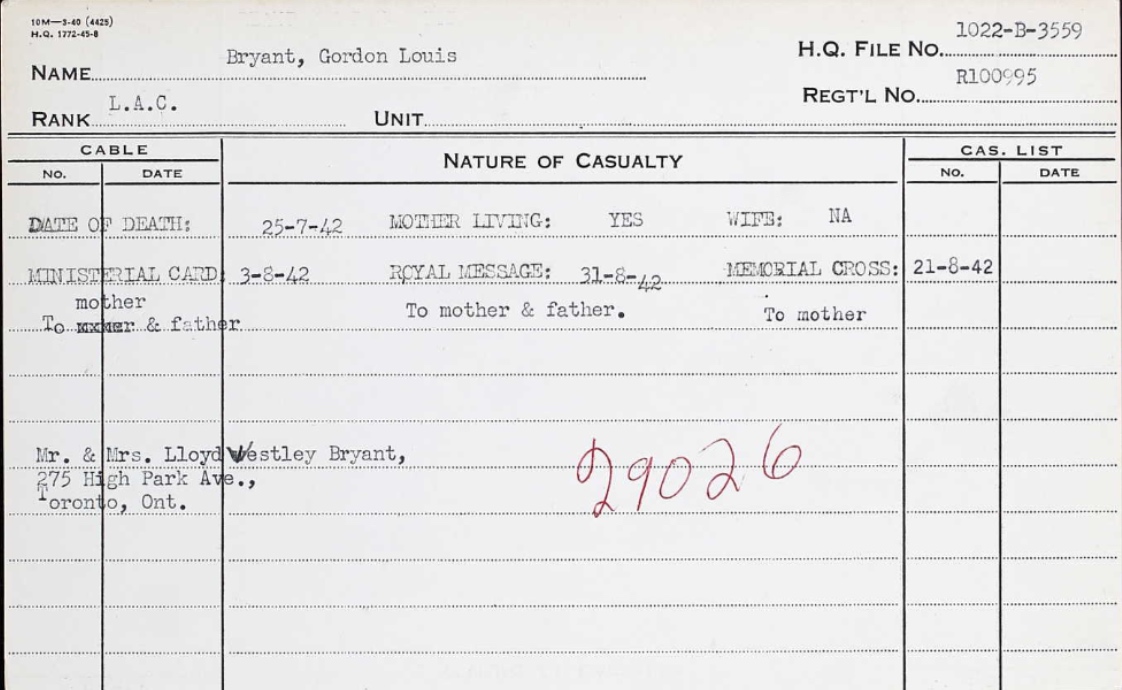 10M—3-40 (4425)
H.Q. 1772-45-8
NAME Bryant, Gordon Louis
H.Q. FILE NO. 1022-B-3559
REGT'L NO. R100995
RANK L.A.C. UNIT
CABLE
NATURE OF CASUALTY
CAS. LIST
NO. DATE
NO. DATE
DATE OF DEATH: 25-7-42 MOTHER LIVING: YES WIFE: NA
MINISTERIAL CARD: 3-8-42 ROYAL MESSAGE: 31-8-42 MEMORIAL CROSS: 21-8-42
mother
To & father To mother & father. To mother
Mr. & Mrs. Lloyd Westley Bryant,
275 High Park Ave.,
Toronto, Ont.
29026